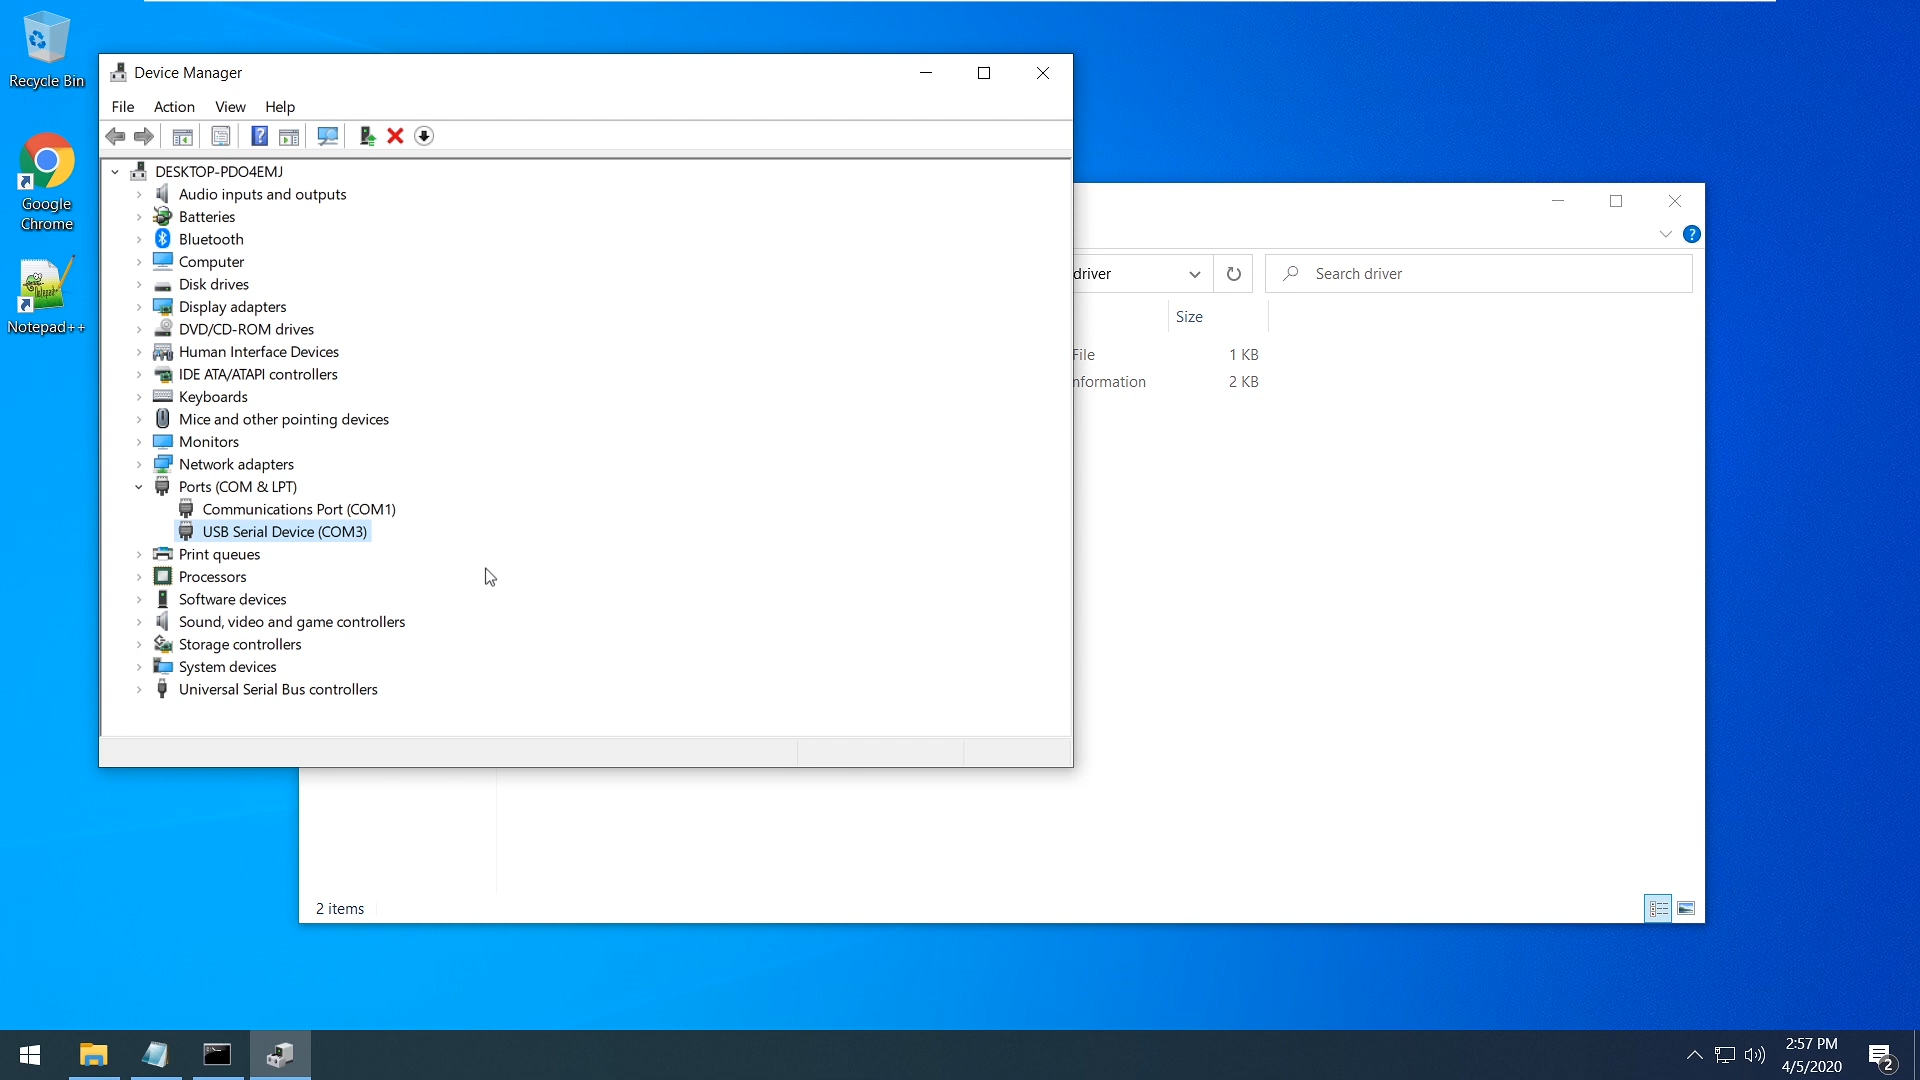 Recycle Bin
Google
Chrome
Notepad++
Device Manager
File Action View Help
DESKTOP-PDO4EMJ
Audio inputs and outputs
Batteries
Bluetooth
Computer
Disk drives
Display adapters
DVD/CD-ROM drives
Human Interface Devices
IDE ATA/ATAPI controllers
Keyboards
Mice and other pointing devices
Monitors
Network adapters
Ports (COM & LPT)
Communications Port (COM1)
USB Serial Device (COM3)
Print queues
Processors
Software devices
Sound, video and game controllers
Storage controllers
System devices
Universal Serial Bus controllers
driver
Search driver
Size
File 1 KB
nformation 2 KB
2 items
2:57 PM
4/5/2020
2